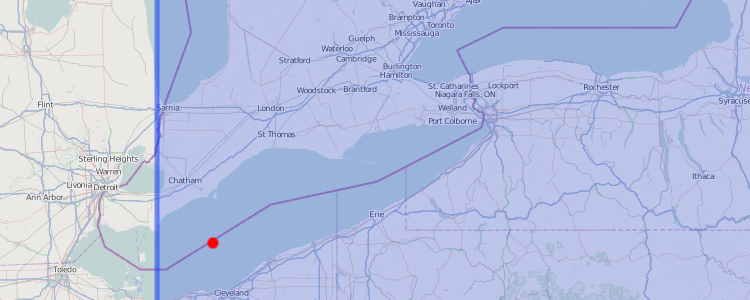 Vaughan
Ajax
Brampton
Toronto
Mississauga
Guelph
Waterloo
Cambridge
Stratford
Burlington
Hamilton
Woodstock
Brantford
St. Catharines
Niagara Falls, ON
Lockport
Rochester
Ne
Syracuse
Flint
Sarnia
London
Welland
Port Colborne
St Thomas
Sterling Heights
Warren
Livonia
Detroit
Ann Arbor
Chatham
Ithaca
Erie
Toledo
Cleveland